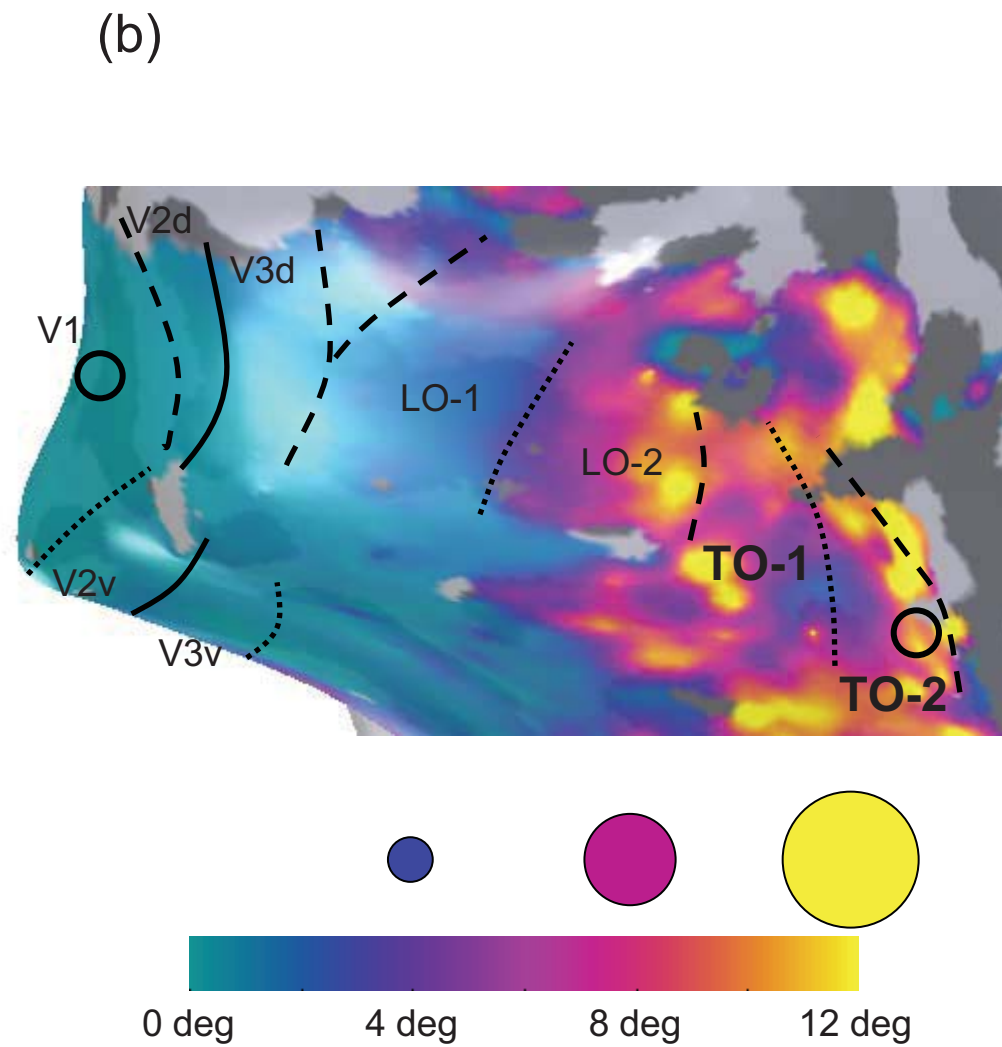 (b)
V2d
V3d
V1
LO-1
LO-2
TO-1
V2v
V3v
TO-2
0 deg 4 deg 8 deg 12 deg